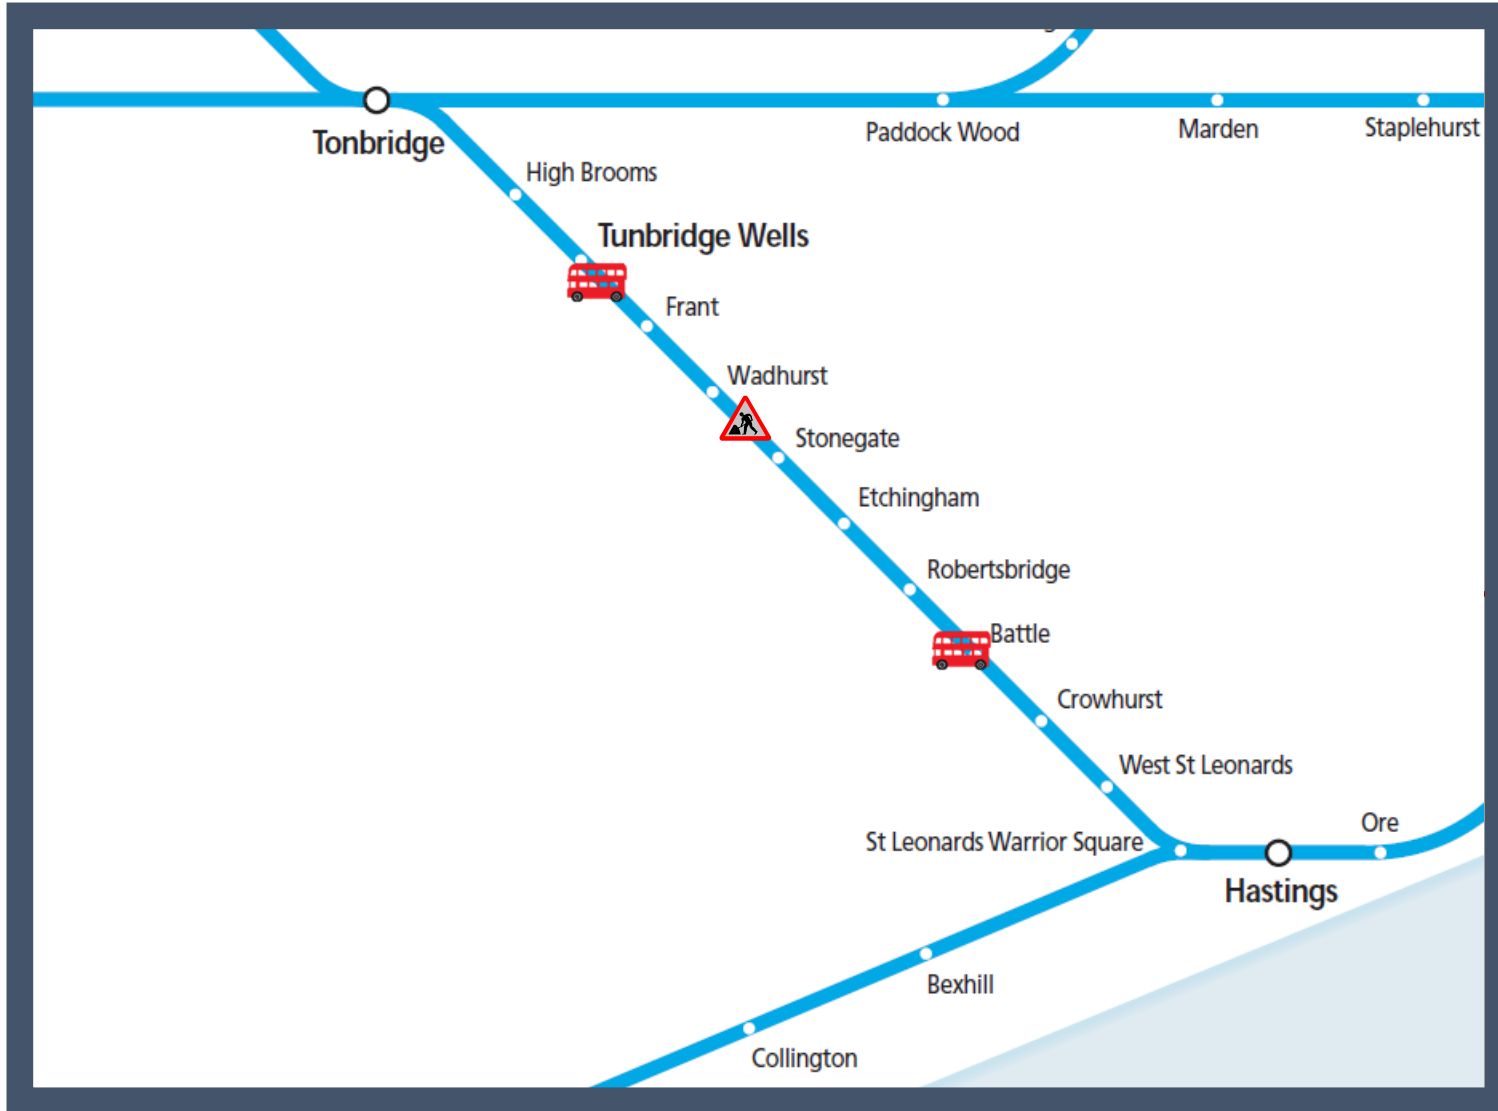 Tonbridge
Paddock Wood
Marden
Staplehurst
High Brooms
Tunbridge Wells
Frant
Wadhurst
Stonegate
Etchingham
Robertsbridge
Battle
Crowhurst
West St Leonards
St Leonards Warrior Square
Ore
Hastings
Bexhill
Collington